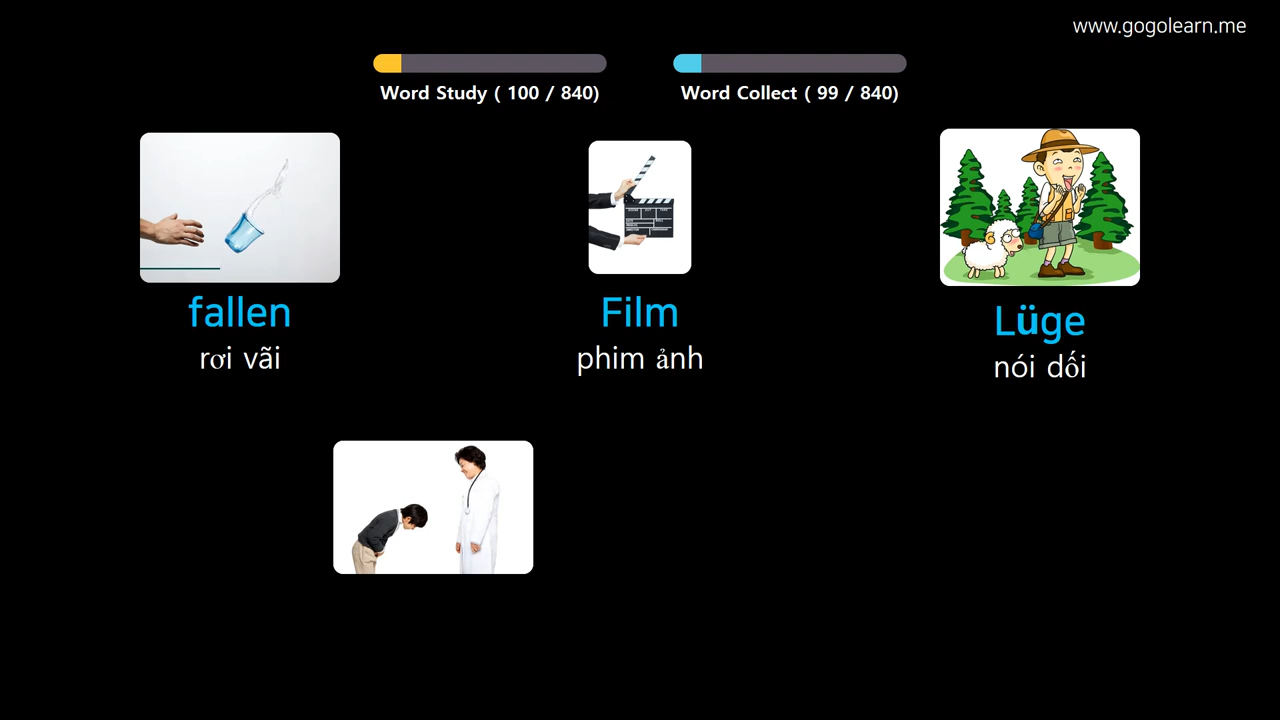 www.gogolearn.me
Word Study ( 100 / 840)
Word Collect ( 99 / 840)
fallen
rơi vãi
Film
phim ảnh
Lüge
nói dối